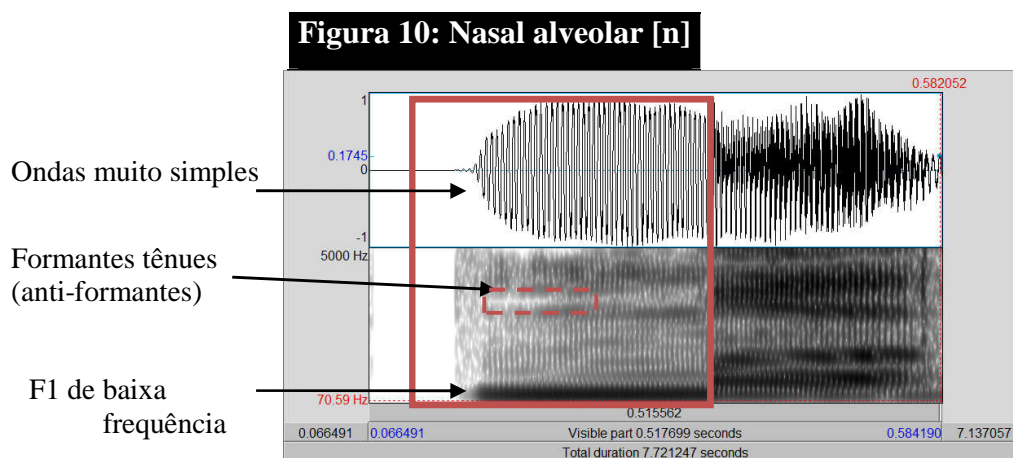 Figura 10: Nasal alveolar [n]
0.582052
1
0.1745
0
-1
5000 Hz
70.59 Hz
Ondas muito simples
Formantes tênues
(anti-formantes)
F1 de baixa
frequência
0.515562
0.066491 0.066491 Visible part 0.517699 seconds 0.584190 7.137057
Total duration 7.721247 seconds